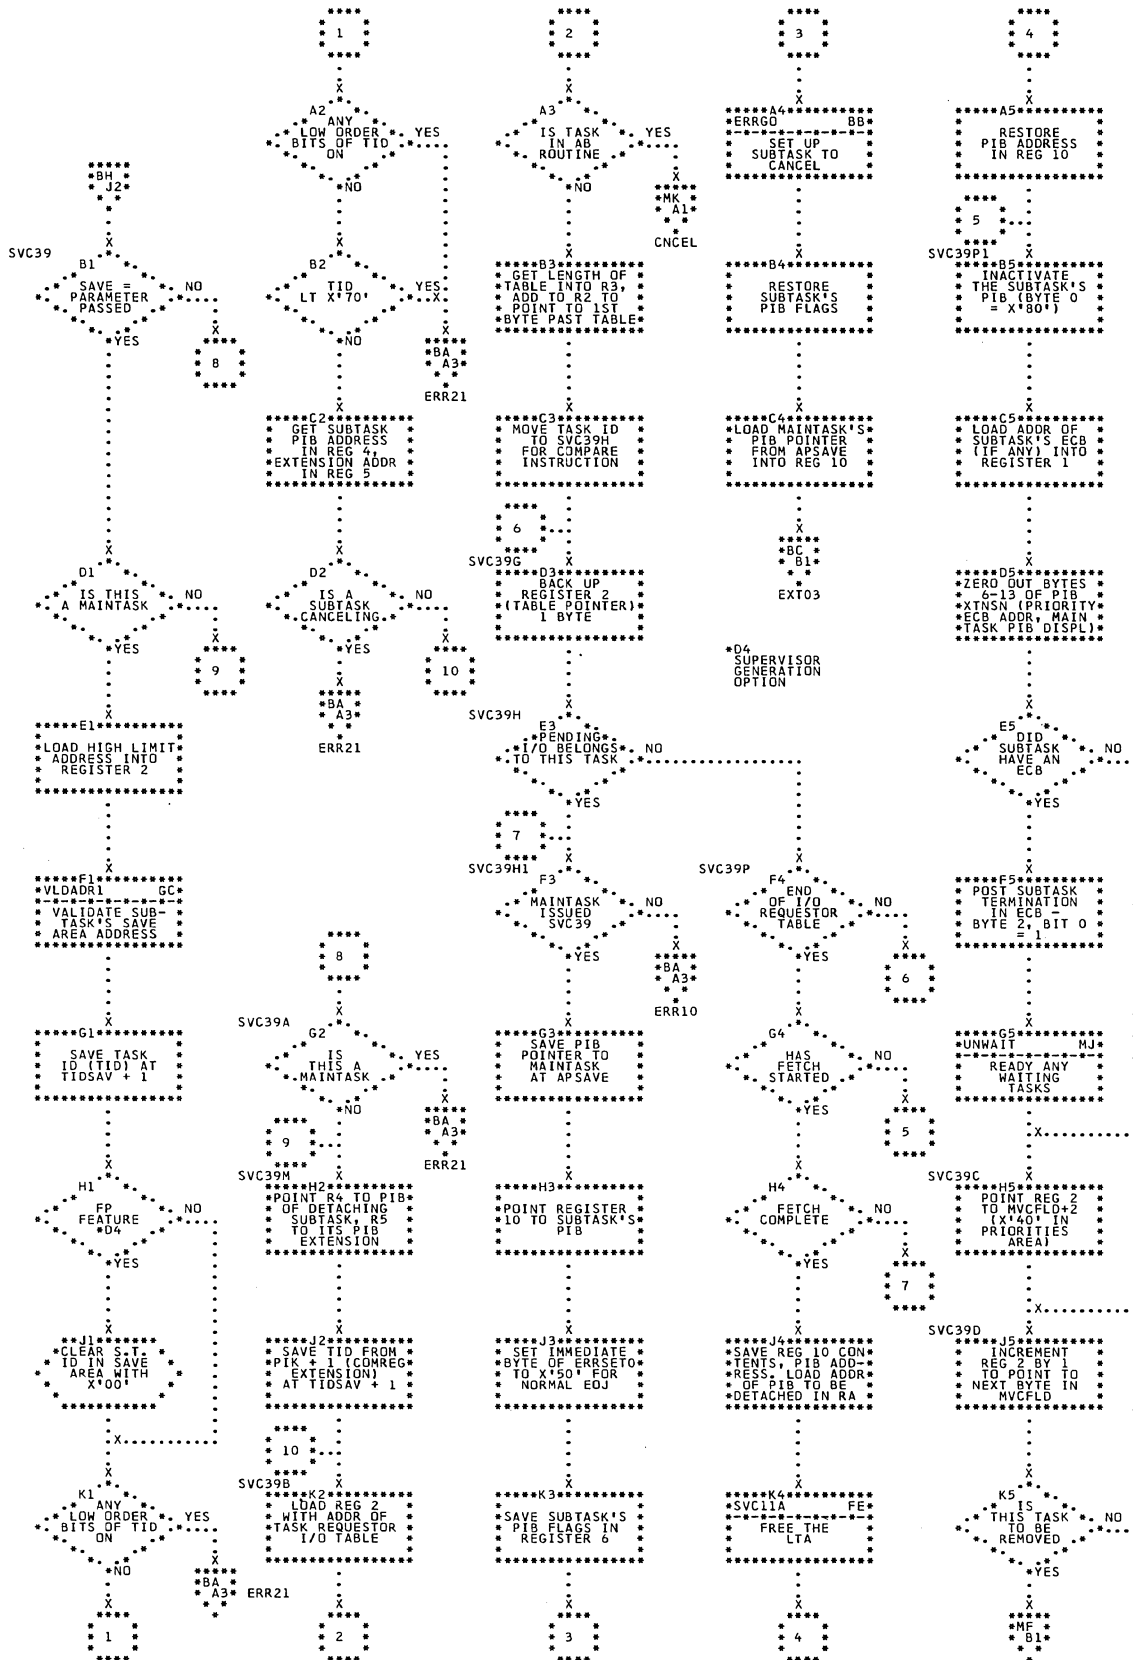 1
A2
ANY
LOW ORDER
BITS OF TID
ON
YES
NO
B2
TID
LT X'70'
YES
NO
BA
A3
ERR21
C2
GET SUBTASK
PIB ADDRESS
IN REG 4,
EXTENSION ADDR
IN REG 5
D2
IS A
SUBTASK
CANCELING
NO
YES
10
BA
A3
ERR21
BH
J2
SVC39
B1
SAVE =
PARAMETER
PASSED
NO
YES
8
D1
IS THIS
A MAINTASK
NO
YES
9
E1
LOAD HIGH LIMIT
ADDRESS INTO
REGISTER 2
F1
VLDADR1 GC
VALIDATE SUB-
TASK'S SAVE
AREA ADDRESS
G1
SAVE TASK
ID (TID) AT
TIDSAV + 1
H1
FP
FEATURE
*D4
NO
YES
J1
CLEAR S.T.
ID IN SAVE
AREA WITH
X'00'
K1
ANY
LOW ORDER
BITS OF TID
ON
YES
NO
BA
A3
ERR21
1
8
SVC39A
G2
IS
THIS A
MAINTASK
YES
NO
BA
A3
ERR21
9
SVC39M
H2
POINT R4 TO PIB
OF DETACHING
SUBTASK, R5
TO ITS PIB
EXTENSION
J2
SAVE TID FROM
PIK + 1 (COMREG
EXTENSION)
AT TIDSAV + 1
10
SVC39B
K2
LOAD REG 2
WITH ADDR OF
TASK REQUESTOR
I/O TABLE
2
2
A3
IS TASK
IN AB
ROUTINE
YES
NO
MK
A1
CNCEL
B3
GET LENGTH OF
TABLE INTO R3,
ADD TO R2 TO
POINT TO 1ST
BYTE PAST TABLE
C3
MOVE TASK ID
TO SVC39H
FOR COMPARE
INSTRUCTION
6
SVC39G
D3
BACK UP
REGISTER 2
(TABLE POINTER)
1 BYTE
SVC39H
E3
PENDING
I/O BELONGS
TO THIS TASK
NO
YES
7
SVC39H1
F3
MAINTASK
ISSUED
SVC39
NO
YES
BA
A3
ERR10
G3
SAVE PIB
POINTER TO
MAINTASK
AT APSAVE
H3
POINT REGISTER
10 TO SUBTASK'S
PIB
J3
SET IMMEDIATE
BYTE OF ERRSETO
TO X'50' FOR
NORMAL EOJ
K3
SAVE SUBTASK'S
PIB FLAGS IN
REGISTER 6
3
3
A4
ERRGO BB
SET UP
SUBTASK TO
CANCEL
B4
RESTORE
SUBTASK'S
PIB FLAGS
C4
LOAD MAINTASK'S
PIB POINTER
FROM APSAVE
INTO REG 10
BC
B1
EXT03
*D4
SUPERVISOR
GENERATION
OPTION
SVC39P
F4
END
OF I/O
REQUESTOR
TABLE
NO
YES
6
G4
HAS
FETCH
STARTED
NO
YES
5
H4
FETCH
COMPLETE
NO
YES
7
J4
SAVE REG 10 CON
TENTS, PIB ADD-
RESS. LOAD ADDR
OF PIB TO BE
DETACHED IN RA
K4
SVC11A FE
FREE THE
LTA
4
4
A5
RESTORE
PIB ADDRESS
IN REG 10
5
SVC39P1
B5
INACTIVATE
THE SUBTASK'S
PIB (BYTE 0
= X'80')
C5
LOAD ADDR OF
SUBTASK'S ECB
(IF ANY) INTO
REGISTER 1
D5
ZERO OUT BYTES
6-13 OF PIB
XTNSN (PRIORITY
ECB ADDR, MAIN
TASK PIB DISPL)
E5
DID
SUBTASK
HAVE AN
ECB
NO
YES
F5
POST SUBTASK
TERMINATION
IN ECB -
BYTE 2, BIT 0
= 1
G5
UNWAIT MJ
READY ANY
WAITING
TASKS
SVC39C
H5
POINT REG 2
TO MVCFLD+2
(X'40' IN
PRIORITIES
AREA)
SVC39D
J5
INCREMENT
REG 2 BY 1
TO POINT TO
NEXT BYTE IN
MVCFLD
K5
IS
THIS TASK
TO BE
REMOVED
NO
YES
MF
B1